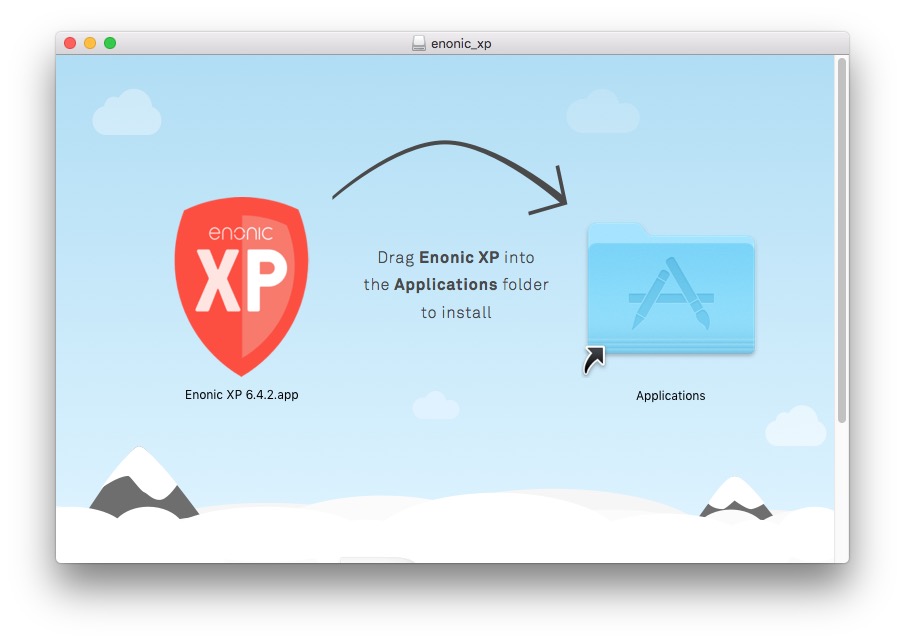 enonic_xp
enonic
XP
Drag Enonic XP into
the Applications folder
to install
Enonic XP 6.4.2.app
Applications